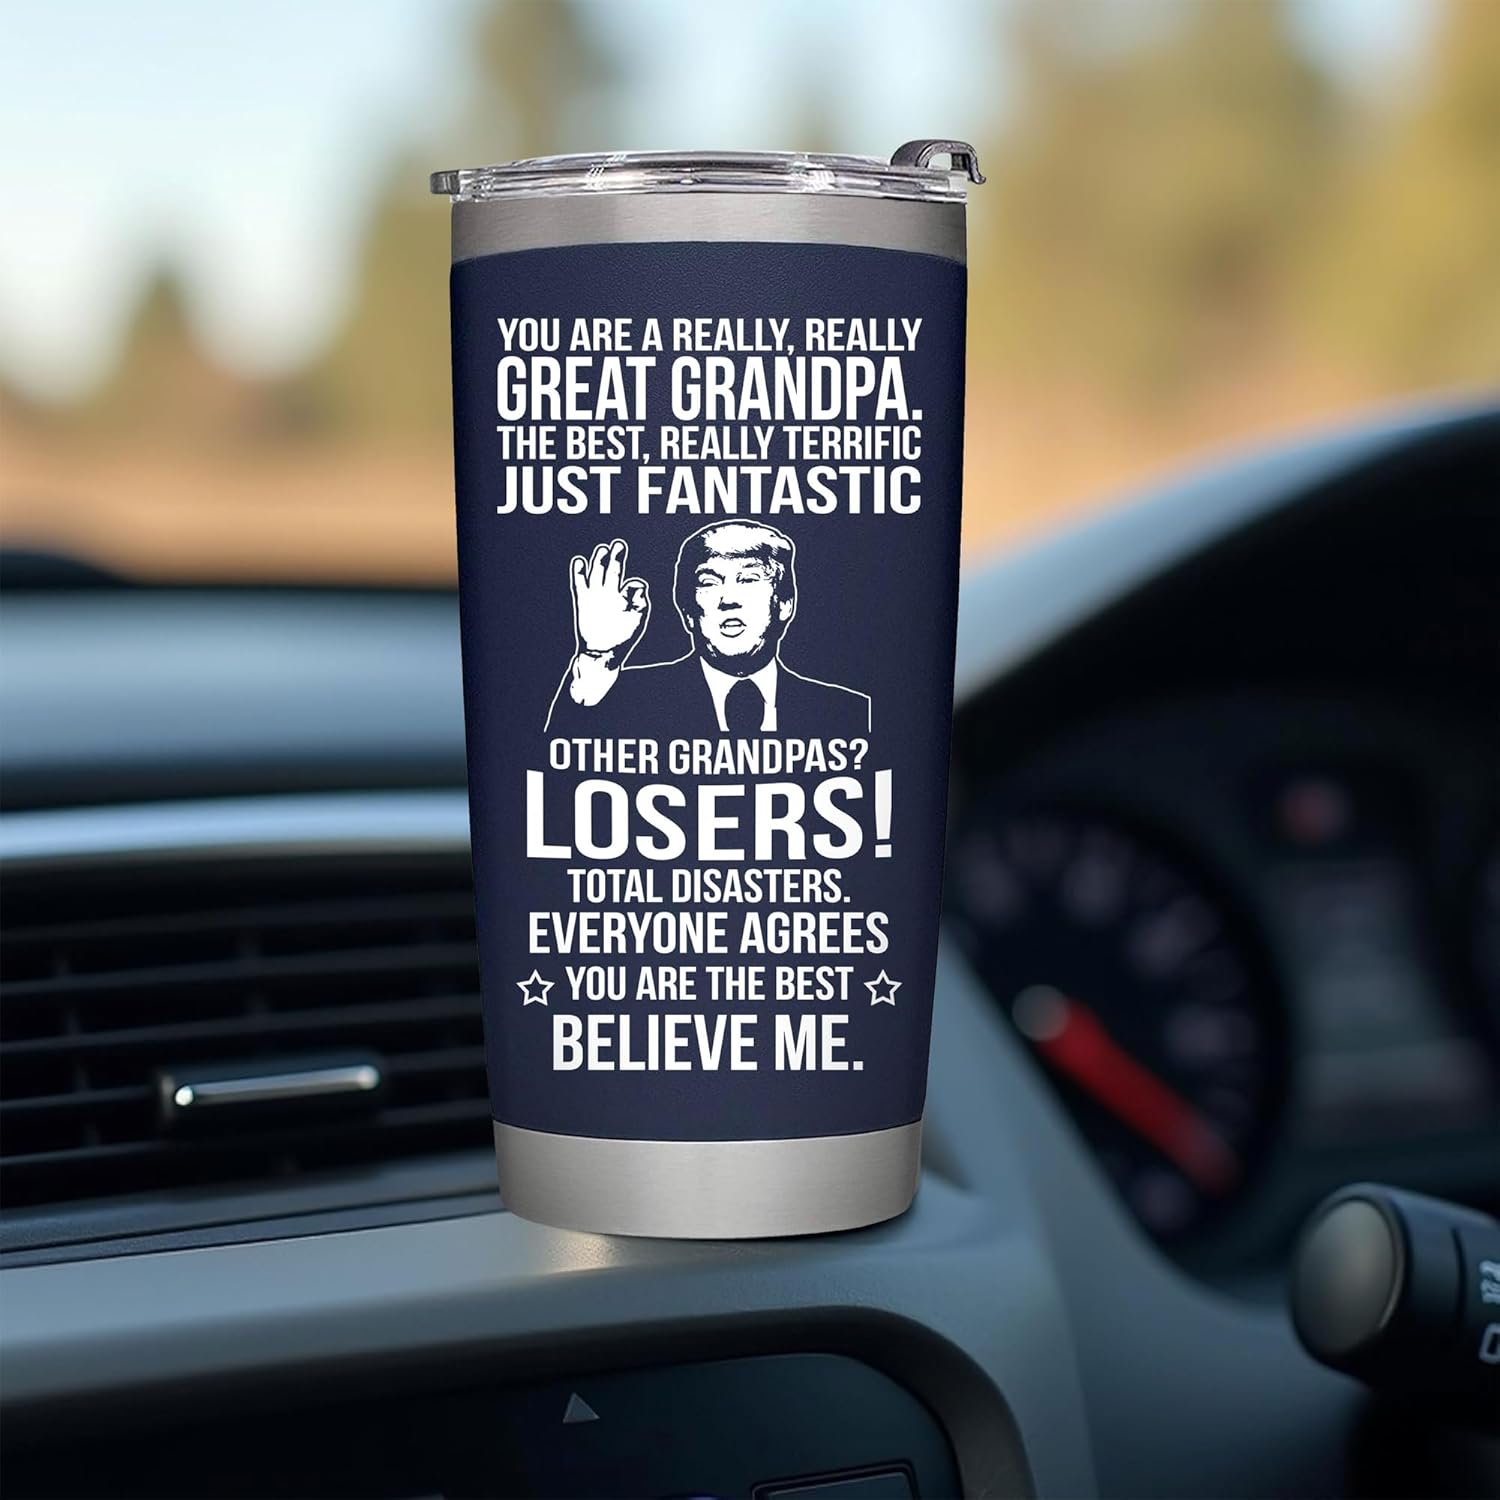 YOU ARE A REALLY, REALLY
GREAT GRANDPA.
THE BEST, REALLY TERRIFIC
JUST FANTASTIC
OTHER GRANDPAS?
LOSERS!
TOTAL DISASTERS.
EVERYONE AGREES
YOU ARE THE BEST
BELIEVE ME.